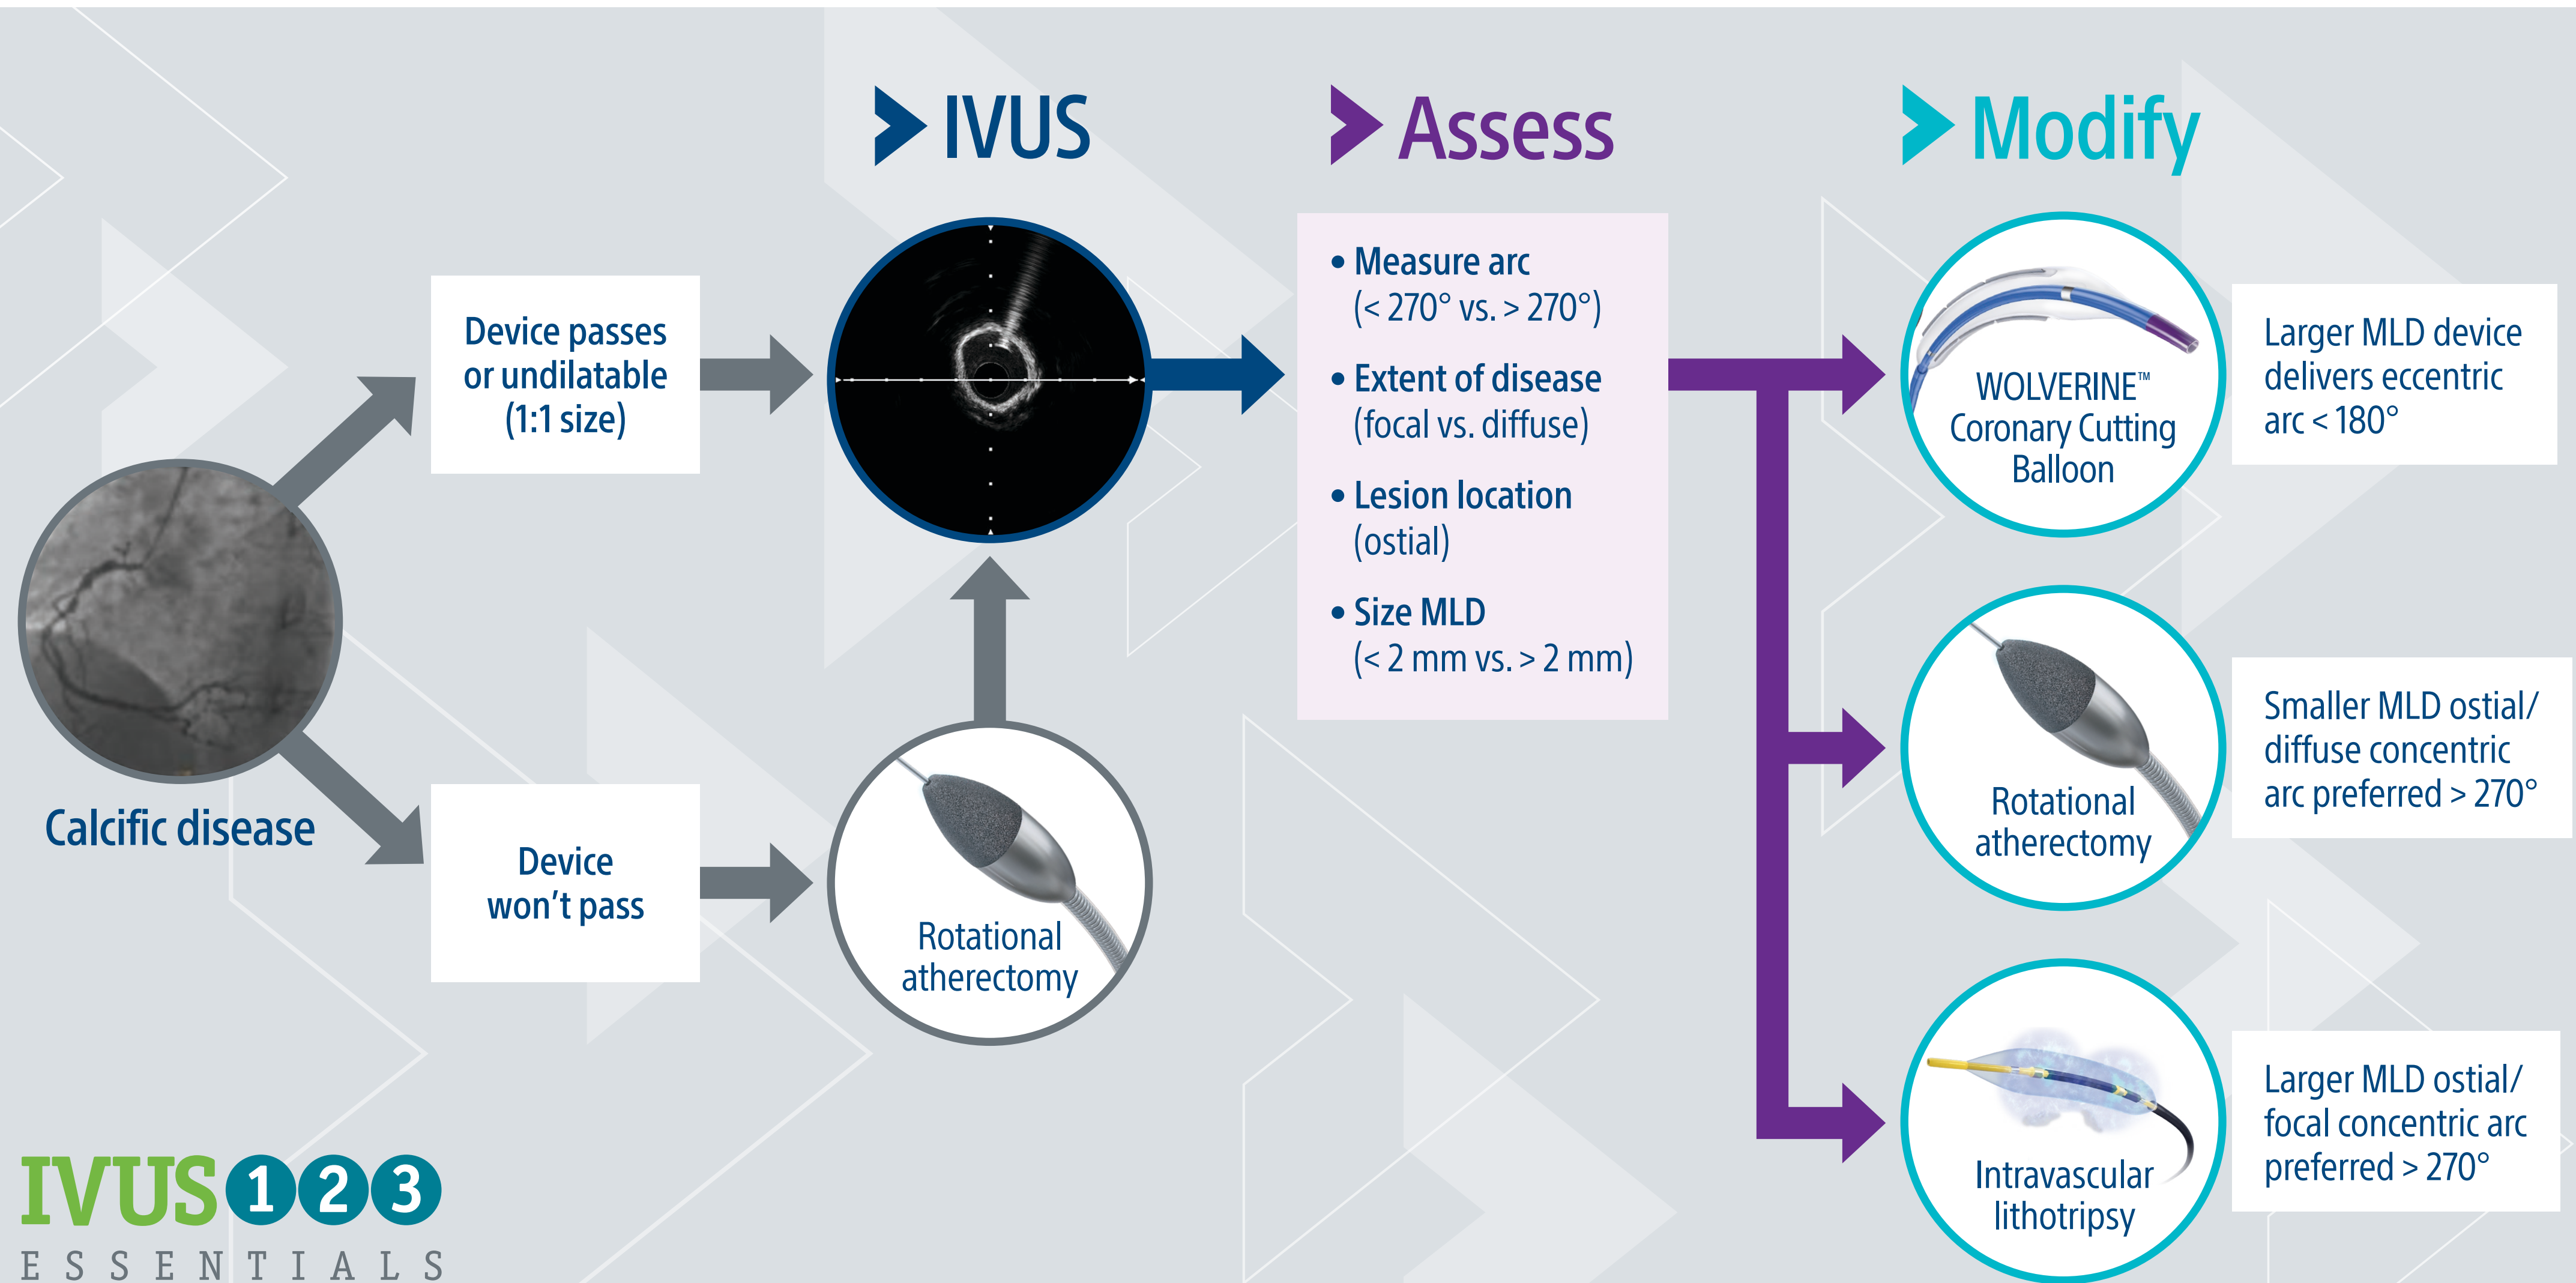 IVUS
Assess
Modify
Calcific disease
Device passes
or undilatable
(1:1 size)
Device
won’t pass
Rotational
atherectomy
• Measure arc
(< 270° vs. > 270°)
• Extent of disease
(focal vs. diffuse)
• Lesion location
(ostial)
• Size MLD
(< 2 mm vs. > 2 mm)
WOLVERINE™
Coronary Cutting
Balloon
Larger MLD device
delivers eccentric
arc < 180°
Rotational
atherectomy
Smaller MLD ostial/
diffuse concentric
arc preferred > 270°
Intravascular
lithotripsy
Larger MLD ostial/
focal concentric arc
preferred > 270°
IVUS 1 2 3
ESSENTIALS